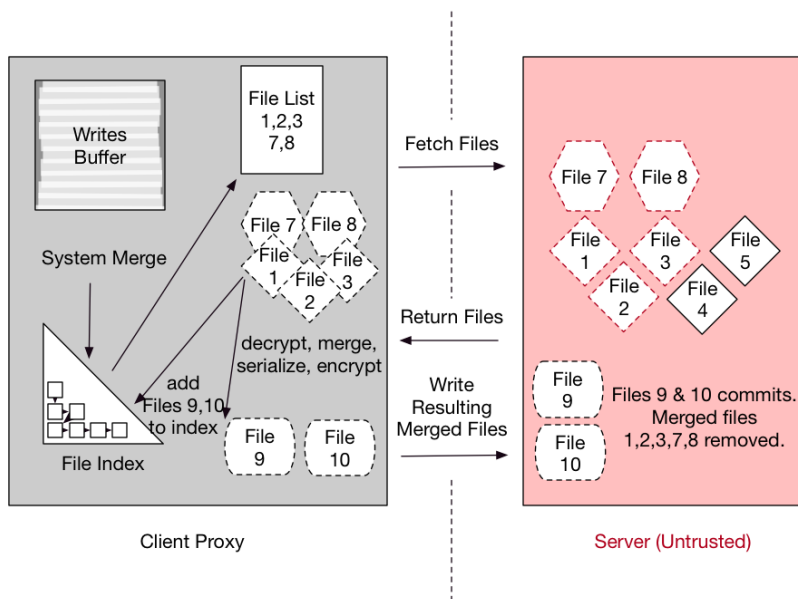 Writes
Buffer
File List
1,2,3
7,8
System Merge
File 7
File 8
File
1
File
2
File
3
decrypt, merge,
serialize, encrypt
add
Files 9,10
to index
File Index
File
9
File
10
Client Proxy
Fetch Files
Return Files
Write
Resulting
Merged Files
File 7
File 8
File
1
File
3
File
5
File
2
File
4
File
9
File
10
Files 9 & 10 commits.
Merged files
1,2,3,7,8 removed.
Server (Untrusted)